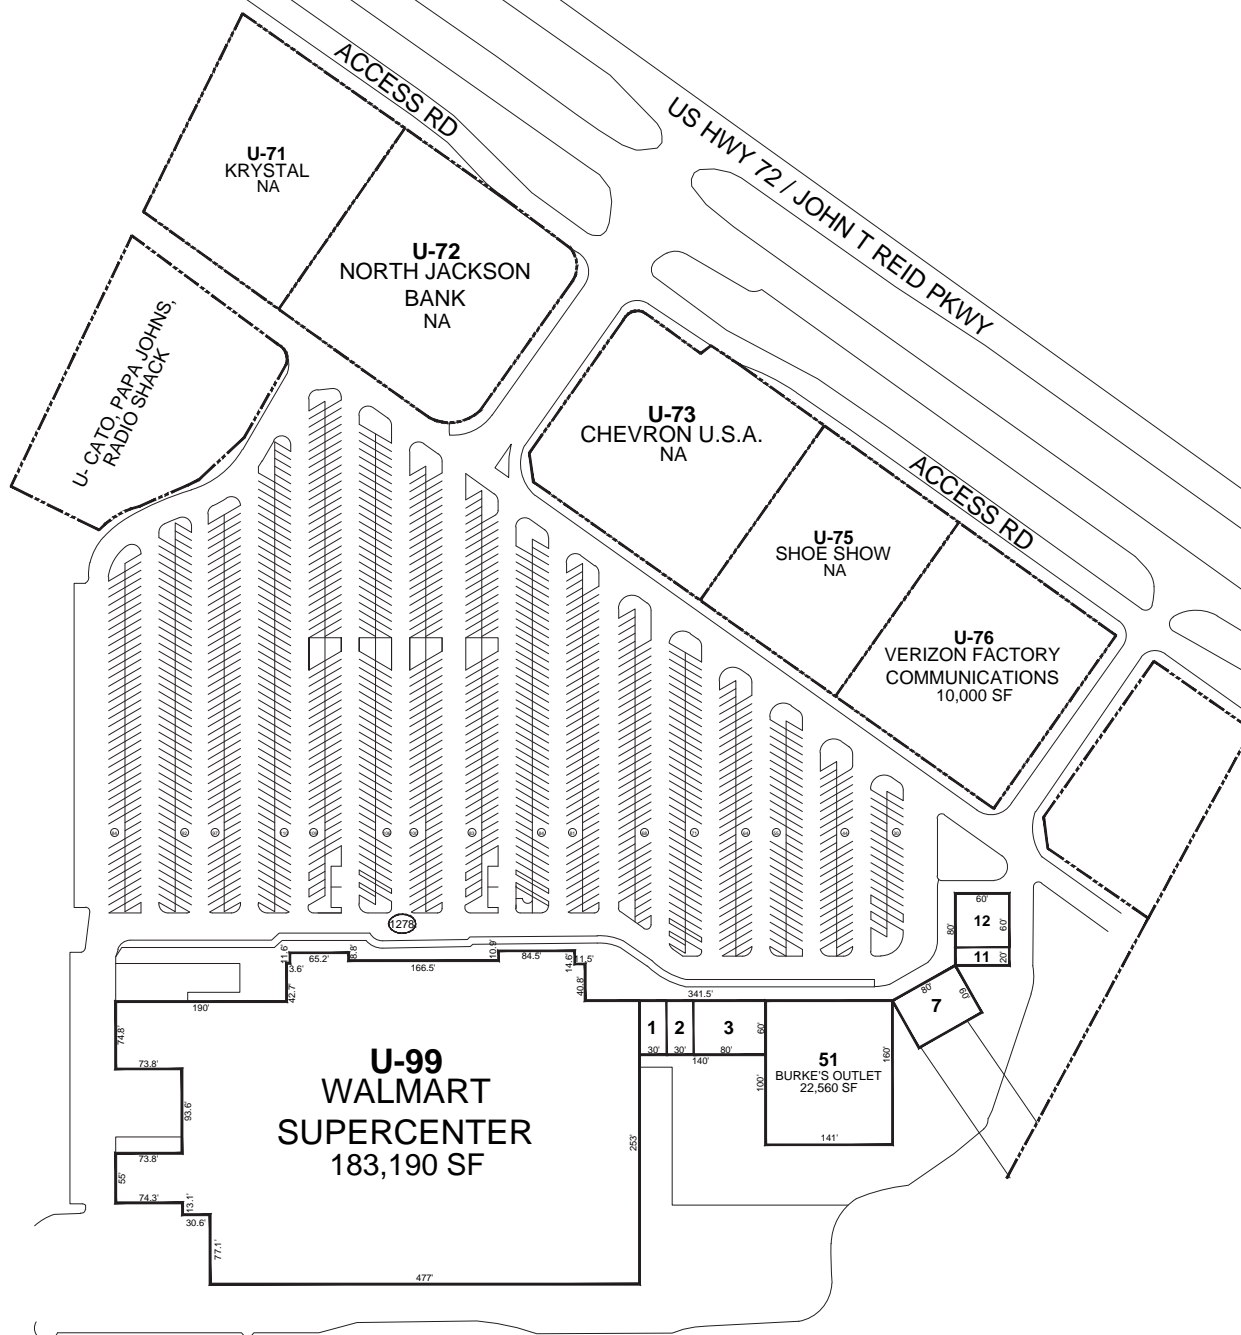 ACCESS RD
US HWY 72 / JOHN T REID PKWY
U-71
KRYSTAL
NA
U-72
NORTH JACKSON
BANK
NA
U- CATO, PAPA JOHNS,
RADIO SHACK
U-73
CHEVRON U.S.A.
NA
ACCESS RD
U-75
SHOE SHOW
NA
U-76
VERIZON FACTORY
COMMUNICATIONS
10,000 SF
1278
60'
12
60'
80'
11
20'
80'
60'
7
11.6'
3.6'
65.2'
8.8'
166.5'
10.9'
84.5'
14.6'
11.5'
40.8'
42.7'
341.5'
190'
74.8'
73.8'
93.6'
73.8'
55'
74.3'
13.1'
30.6'
77.1'
477'
253'
U-99
WALMART
SUPERCENTER
183,190 SF
1
2
3
30'
30'
80'
60'
140'
100'
160'
51
BURKE'S OUTLET
22,560 SF
141'